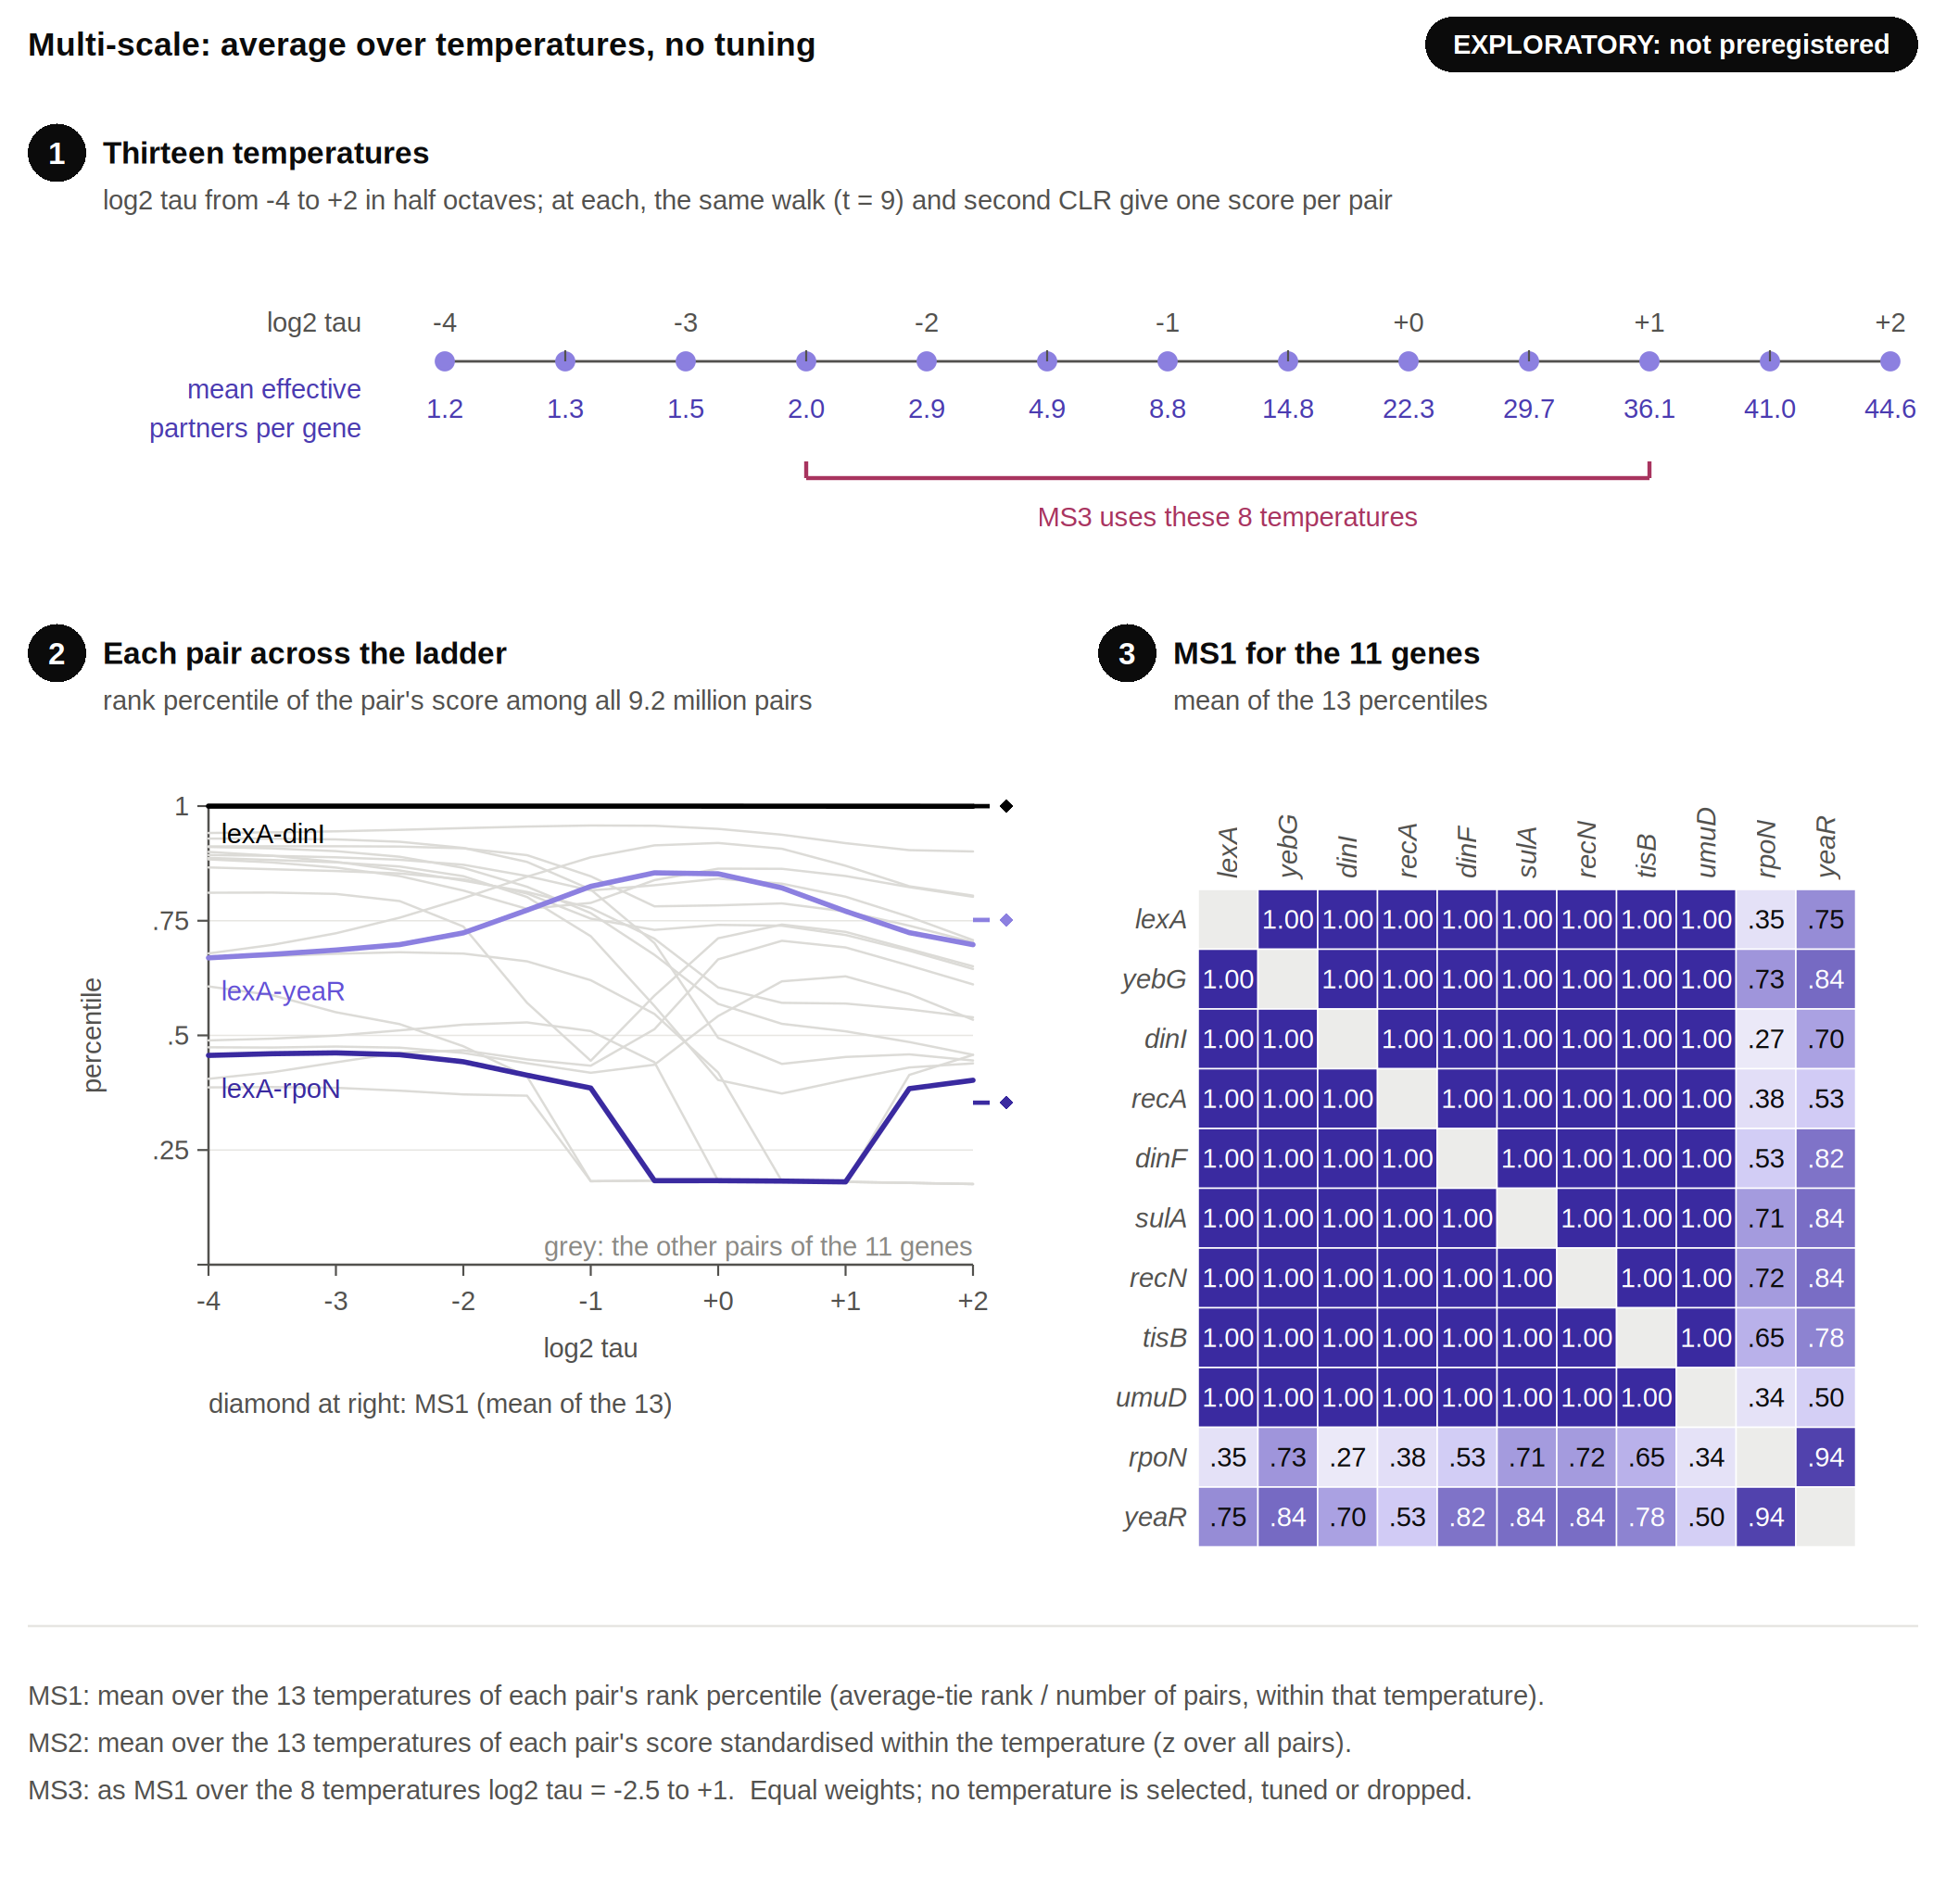 Multi-scale: average over temperatures, no tuning
EXPLORATORY: not preregistered
1
Thirteen temperatures
log2 tau from -4 to +2 in half octaves; at each, the same walk (t = 9) and second CLR give one score per pair
log2 tau -4 -3 -2 -1 +0 +1 +2
mean effective
partners per gene
1.2 1.3 1.5 2.0 2.9 4.9 8.8 14.8 22.3 29.7 36.1 41.0 44.6
MS3 uses these 8 temperatures
2
Each pair across the ladder
rank percentile of the pair's score among all 9.2 million pairs
percentile
1
.75
.5
.25
lexA-dinI
lexA-yeaR
lexA-rpoN
grey: the other pairs of the 11 genes
-4 -3 -2 -1 +0 +1 +2
log2 tau
diamond at right: MS1 (mean of the 13)
3
MS1 for the 11 genes
mean of the 13 percentiles
lexA yebG dinI recA dinF sulA recN tisB umuD rpoN yeaR
lexA 1.00 1.00 1.00 1.00 1.00 1.00 1.00 1.00 .35 .75
yebG 1.00 1.00 1.00 1.00 1.00 1.00 1.00 1.00 .73 .84
dinI 1.00 1.00 1.00 1.00 1.00 1.00 1.00 1.00 .27 .70
recA 1.00 1.00 1.00 1.00 1.00 1.00 1.00 1.00 .38 .53
dinF 1.00 1.00 1.00 1.00 1.00 1.00 1.00 1.00 .53 .82
sulA 1.00 1.00 1.00 1.00 1.00 1.00 1.00 1.00 .71 .84
recN 1.00 1.00 1.00 1.00 1.00 1.00 1.00 1.00 .72 .84
tisB 1.00 1.00 1.00 1.00 1.00 1.00 1.00 1.00 .65 .78
umuD 1.00 1.00 1.00 1.00 1.00 1.00 1.00 1.00 .34 .50
rpoN .35 .73 .27 .38 .53 .71 .72 .65 .34 .94
yeaR .75 .84 .70 .53 .82 .84 .84 .78 .50 .94
MS1: mean over the 13 temperatures of each pair's rank percentile (average-tie rank / number of pairs, within that temperature).
MS2: mean over the 13 temperatures of each pair's score standardised within the temperature (z over all pairs).
MS3: as MS1 over the 8 temperatures log2 tau = -2.5 to +1.  Equal weights; no temperature is selected, tuned or dropped.